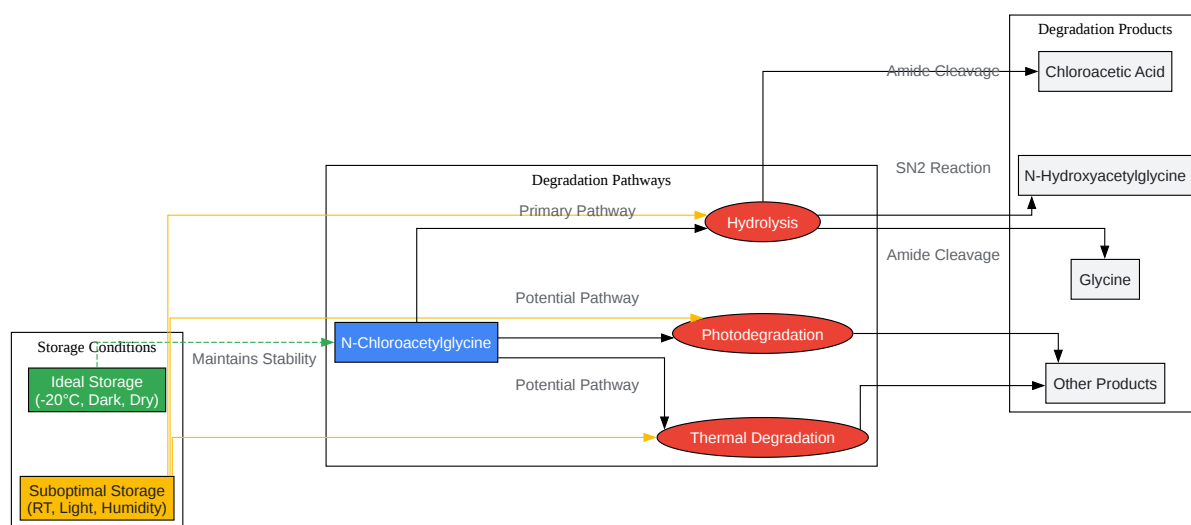 Degradation Products
Chloroacetic Acid
Amide Cleavage
SN2 Reaction
N-Hydroxyacetylglycine
Degradation Pathways
Primary Pathway
Hydrolysis
Amide Cleavage
Glycine
Potential Pathway
Photodegradation
N-Chloroacetylglycine
Storage Conditions
Maintains Stability
Ideal Storage
(-20°C, Dark, Dry)
Potential Pathway
Other Products
Thermal Degradation
Suboptimal Storage
(RT, Light, Humidity)